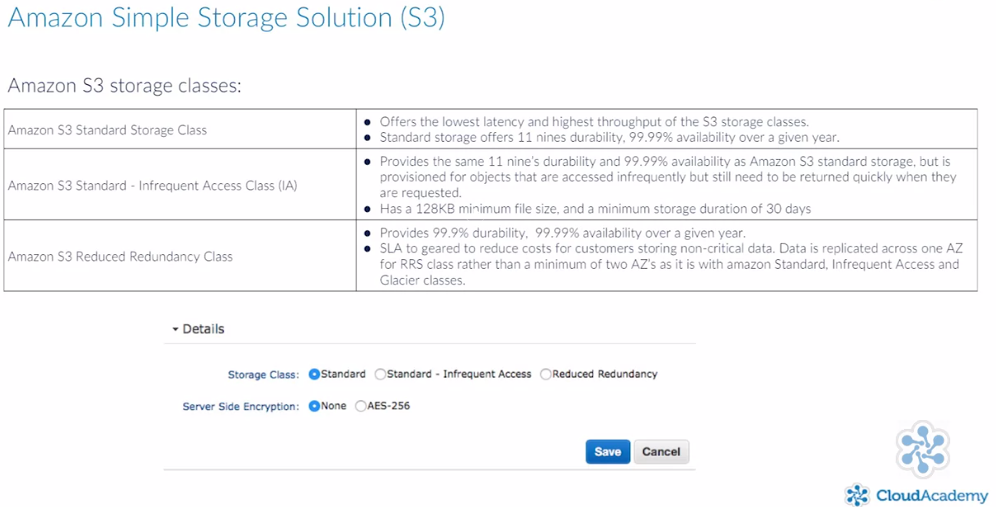 Amazon Simple Storage Solution (S3)
Amazon S3 storage classes:
Amazon S3 Standard Storage Class
● Offers the lowest latency and highest throughput of the S3 storage classes.
● Standard storage offers 11 nines durability, 99.99% availability over a given year.
Amazon S3 Standard - Infrequent Access Class (IA)
● Provides the same 11 nine's durability and 99.99% availability as Amazon S3 standard storage, but is
provisioned for objects that are accessed infrequently but still need to be returned quickly when they
are requested.
● Has a 128KB minimum file size, and a minimum storage duration of 30 days
Amazon S3 Reduced Redundancy Class
● Provides 99.9% durability, 99.99% availability over a given year.
● SLA to geared to reduce costs for customers storing non-critical data. Data is replicated across one AZ
for RRS class rather than a minimum of two AZ's as it is with amazon Standard, Infrequent Access and
Glacier classes.
Details
Storage Class: Standard Standard - Infrequent Access Reduced Redundancy
Server Side Encryption: None AES-256
Save Cancel
CloudAcademy